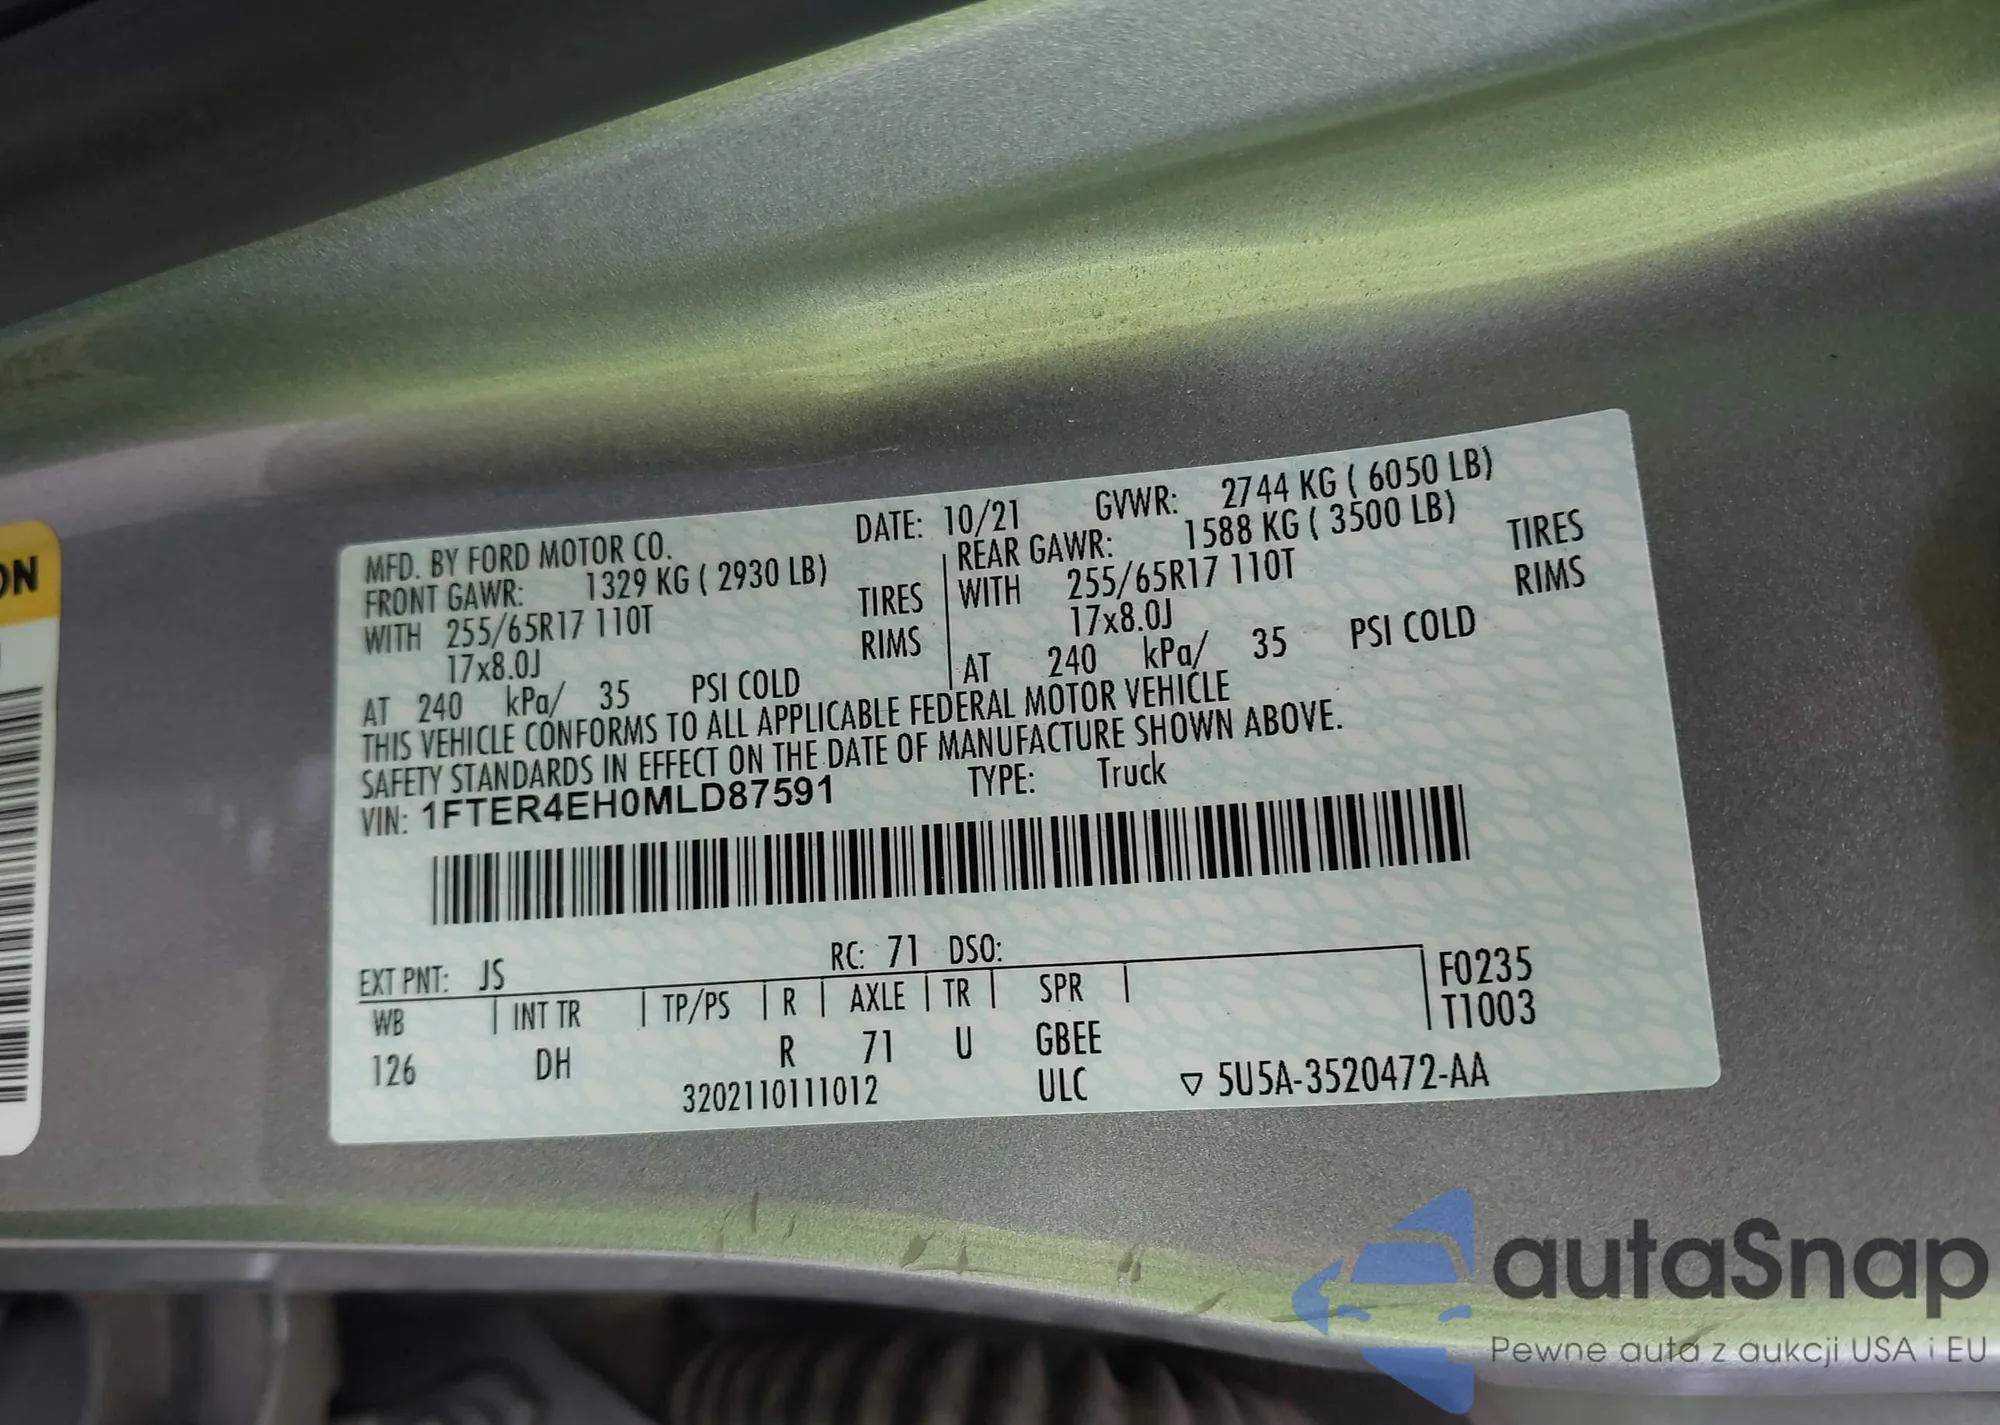 ON
MFD. BY FORD MOTOR CO. DATE: 10/21 GVWR: 2744 KG ( 6050 LB)
FRONT GAWR: 1329 KG ( 2930 LB) REAR GAWR: 1588 KG ( 3500 LB)
WITH 255/65R17 110T TIRES WITH 255/65R17 110T TIRES
17x8.0J RIMS 17x8.0J RIMS
AT 240 kPa/ 35 PSI COLD AT 240 kPa/ 35 PSI COLD
THIS VEHICLE CONFORMS TO ALL APPLICABLE FEDERAL MOTOR VEHICLE
SAFETY STANDARDS IN EFFECT ON THE DATE OF MANUFACTURE SHOWN ABOVE.
VIN: 1FTER4EH0MLD87591 TYPE: Truck
EXT PNT: JS RC: 71 DSO:
WB INT TR TP/PS R AXLE TR SPR F0235
126 DH R 71 U GBEE T1003
3202110111012 ULC ▽ 5U5A-3520472-AA
autaSnap
Pewne auta z aukcji USA i EU